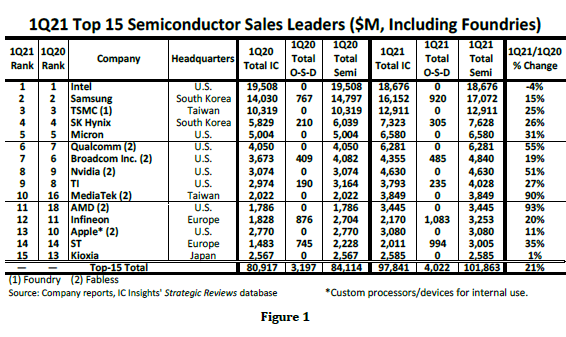 1Q21 Top 15 Semiconductor Sales Leaders ($M, Including Foundries)
1Q21 Rank 1Q20 Rank Company Headquarters 1Q20 Total IC 1Q20 Total O-S-D 1Q20 Total Semi 1Q21 Total IC 1Q21 Total O-S-D 1Q21 Total Semi 1Q21/1Q20 % Change
1 1 Intel U.S. 19,508 0 19,508 18,676 0 18,676 -4%
2 2 Samsung South Korea 14,030 767 14,797 16,152 920 17,072 15%
3 3 TSMC (1) Taiwan 10,319 0 10,319 12,911 0 12,911 25%
4 4 SK Hynix South Korea 5,829 210 6,039 7,323 305 7,628 26%
5 5 Micron U.S. 5,004 0 5,004 6,580 0 6,580 31%
6 7 Qualcomm (2) U.S. 4,050 0 4,050 6,281 0 6,281 55%
7 6 Broadcom Inc. (2) U.S. 3,673 409 4,082 4,355 485 4,840 19%
8 9 Nvidia (2) U.S. 3,074 0 3,074 4,630 0 4,630 51%
9 8 TI U.S. 2,974 190 3,164 3,793 235 4,028 27%
10 16 MediaTek (2) Taiwan 2,022 0 2,022 3,849 0 3,849 90%
11 18 AMD (2) U.S. 1,786 0 1,786 3,445 0 3,445 93%
12 11 Infineon Europe 1,828 876 2,704 2,170 1,083 3,253 20%
13 10 Apple* (2) U.S. 2,770 0 2,770 3,080 0 3,080 11%
14 14 ST Europe 1,483 745 2,228 2,011 994 3,005 35%
15 13 Kioxia Japan 2,567 0 2,567 2,585 0 2,585 1%
— — Top-15 Total 80,917 3,197 84,114 97,841 4,022 101,863 21%
(1) Foundry (2) Fabless
Source: Company reports, IC Insights' Strategic Reviews database *Custom processors/devices for internal use.
Figure 1